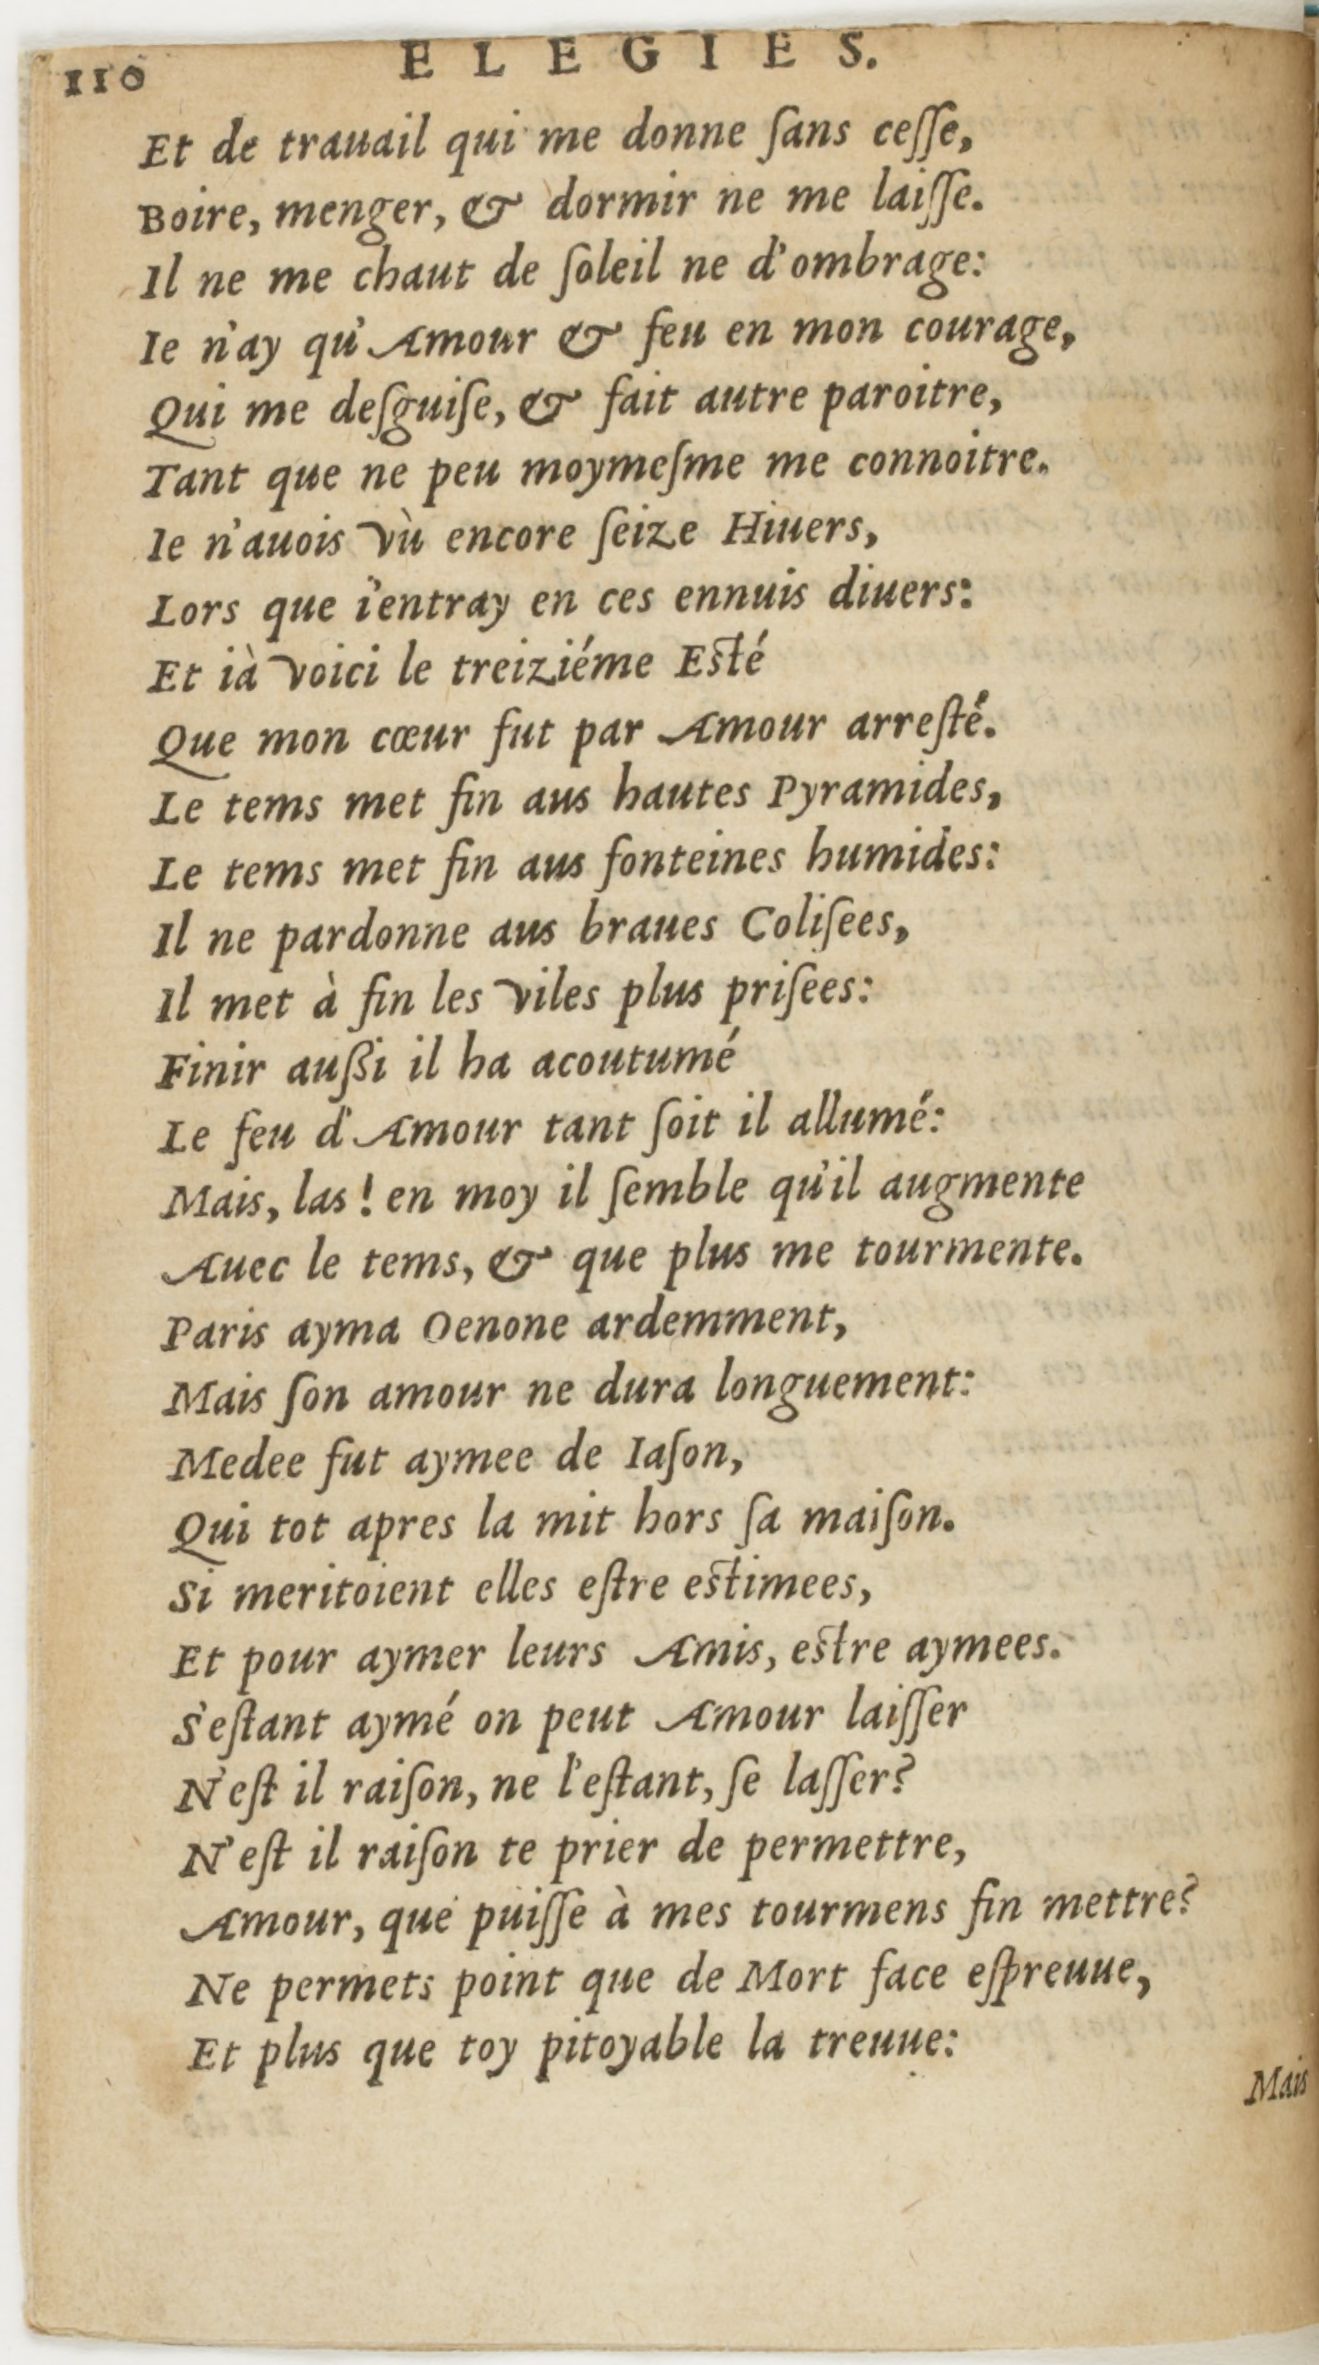 110 ELEGIES.
Et de trauail qui me donne ſans ceſſe,
Boire, menger, & dormir ne me laiſſe.
Il ne me chaut de ſoleil ne d'ombrage:
Ie n'ay qu'Amour & feu en mon courage,
Qui me deſguiſe, & fait autre paroitre,
Tant que ne peu moymeſme me connoitre.
Ie n'auois vù encore ſeize Hiuers,
Lors que i'entray en ces ennuis diuers:
Et ià voici le treiziéme Eſté
Que mon cœur fut par Amour arreſté.
Le tems met fin aus hautes Pyramides,
Le tems met fin aus fonteines humides:
Il ne pardonne aus braues Coliſees,
Il met à fin les viles plus priſees:
Finir außi il ha acoutumé
Le feu d'Amour tant ſoit il allumé:
Mais, las! en moy il ſemble qu'il augmente
Auec le tems, & que plus me tourmente.
Paris ayma Oenone ardemment,
Mais ſon amour ne dura longuement:
Medee fut aymee de Iaſon,
Qui tot apres la mit hors ſa maiſon.
Si meritoient elles eſtre eſtimees,
Et pour aymer leurs Amis, eſtre aymees.
S'eſtant aymé on peut Amour laiſſer
N'eſt il raiſon, ne l'eſtant, ſe laſſer?
N'eſt il raiſon te prier de permettre,
Amour, que puiſſe à mes tourmens fin mettre?
Ne permets point que de Mort face eſpreuue,
Et plus que toy pitoyable la treuue:
Mais